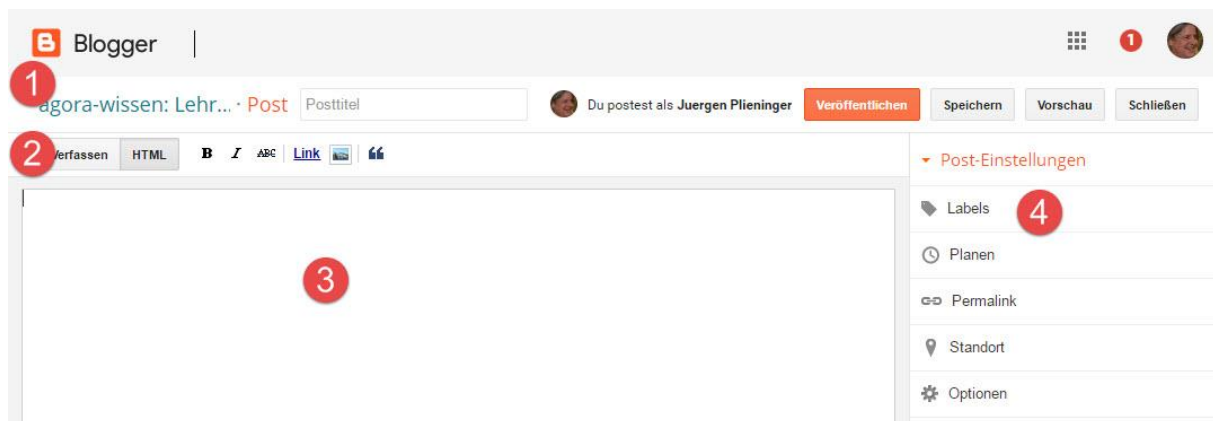 Blogger
1
1
agora-wissen: Lehr... · Post Posttitel Du postest als Juergen Plieninger Veröffentlichen Speichern Vorschau Schließen
2
Verfassen HTML B I ABC Link
Post-Einstellungen
Labels
4
Planen
3
Permalink
Standort
Optionen